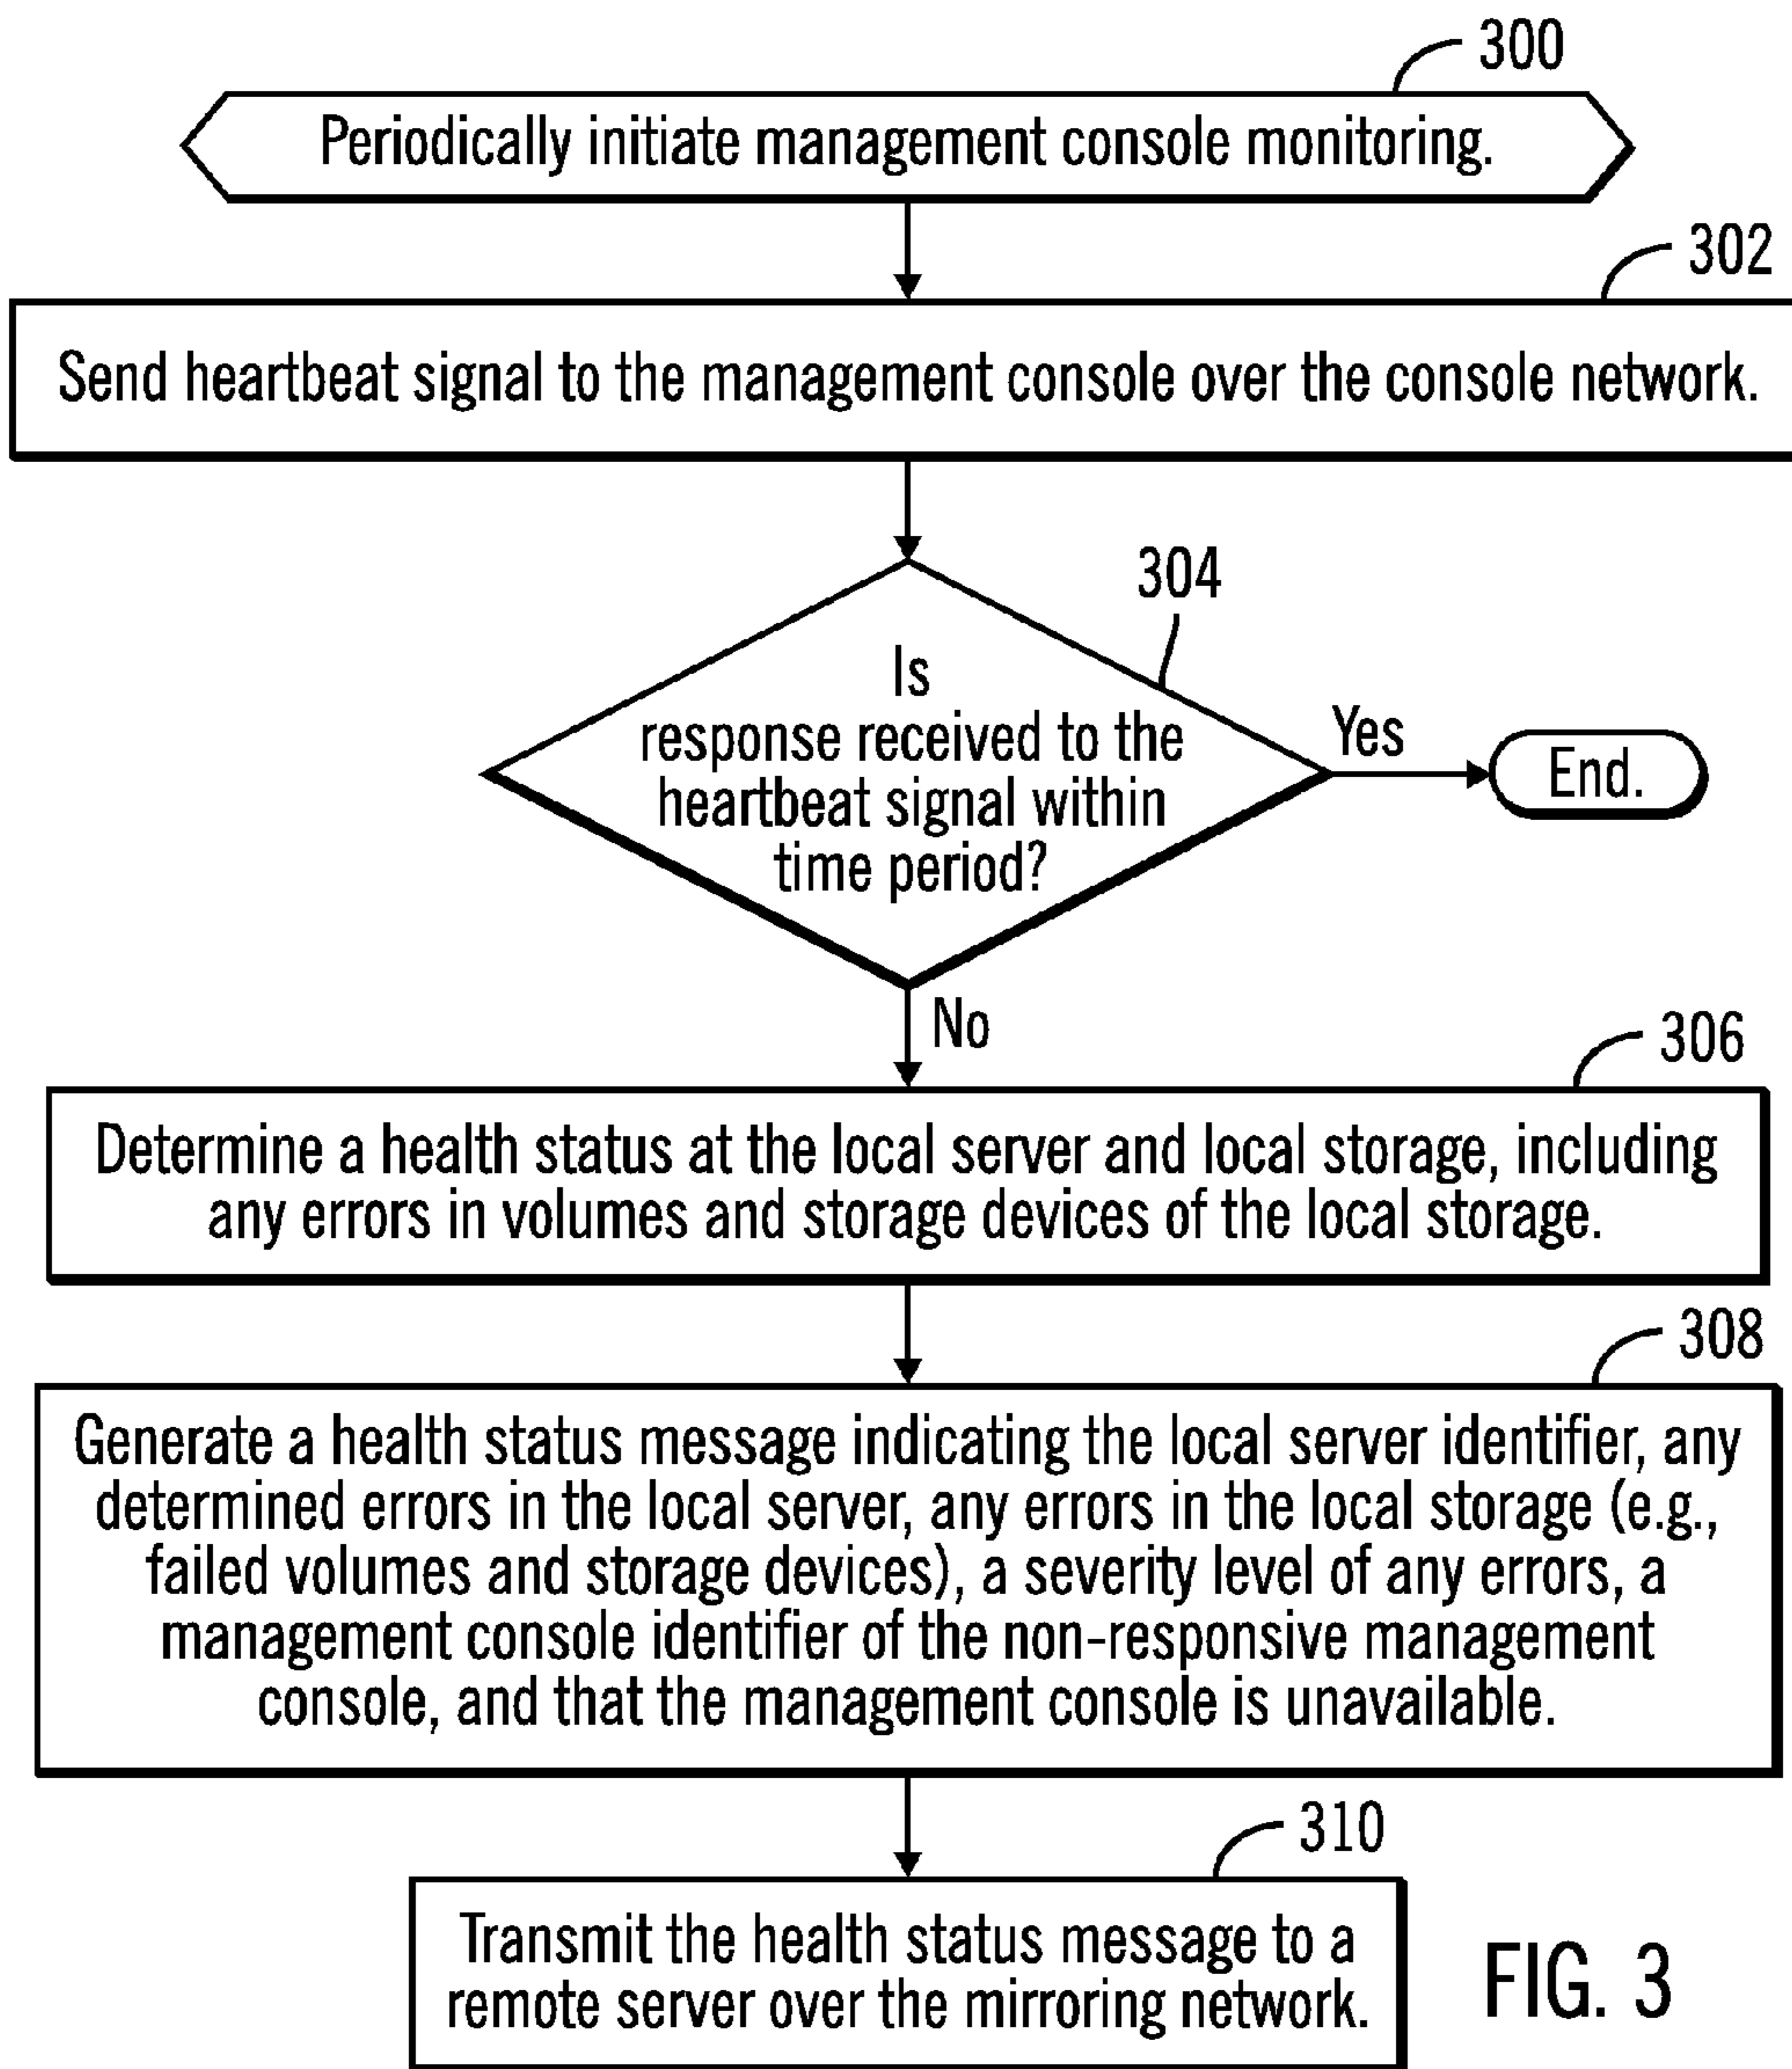 300
Periodically initiate management console monitoring.
302
Send heartbeat signal to the management console over the console network.
304
Is
response received to the
heartbeat signal within
time period?
Yes
End.
No
306
Determine a health status at the local server and local storage, including
any errors in volumes and storage devices of the local storage.
308
Generate a health status message indicating the local server identifier, any
determined errors in the local server, any errors in the local storage (e.g.,
failed volumes and storage devices), a severity level of any errors, a
management console identifier of the non-responsive management
console, and that the management console is unavailable.
310
Transmit the health status message to a
remote server over the mirroring network.
FIG. 3